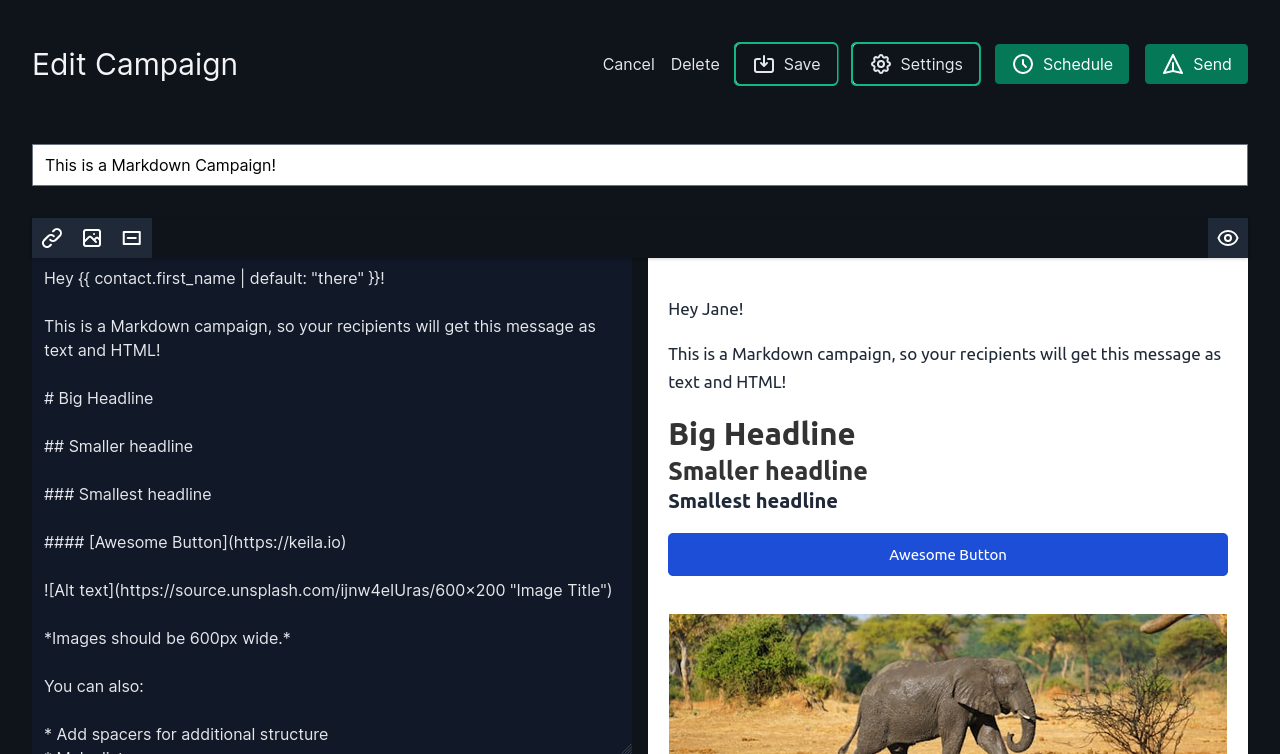 Edit Campaign
Cancel Delete Save Settings Schedule Send
This is a Markdown Campaign!
Hey {{ contact.first_name | default: "there" }}!
This is a Markdown campaign, so your recipients will get this message as
text and HTML!
# Big Headline
## Smaller headline
### Smallest headline
#### [Awesome Button](https://keila.io)
![Alt text](https://source.unsplash.com/ijnw4elUras/600x200 "Image Title")
*Images should be 600px wide.*
You can also:
* Add spacers for additional structure
Hey Jane!
This is a Markdown campaign, so your recipients will get this message as
text and HTML!
Big Headline
Smaller headline
Smallest headline
Awesome Button